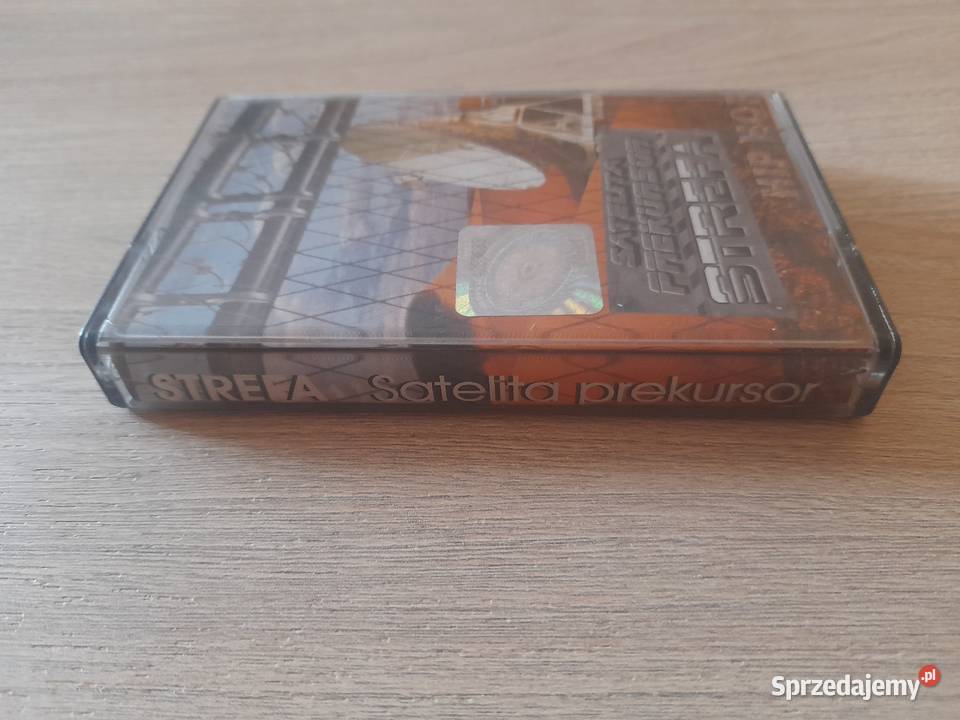 HIP HOP
SATELITA
PREKURSOR
STREFA
STREFA Satelita prekursor
Sprzedajemy.pl